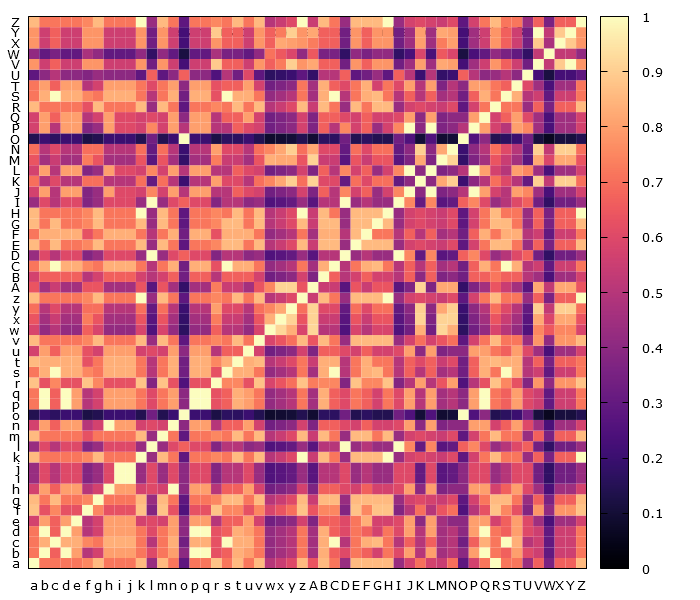 Z
Y
X
W
V
U
T
S
R
Q
P
O
N
M
L
K
J
I
H
G
F
E
D
C
B
A
z
y
x
w
v
u
t
s
r
q
p
o
n
m
l
k
j
i
h
g
f
e
d
c
b
a
a b c d e f g h i j k l m n o p q r s t u v w x y z A B C D E F G H I J K L M N O P Q R S T U V W X Y Z
1
0.9
0.8
0.7
0.6
0.5
0.4
0.3
0.2
0.1
0